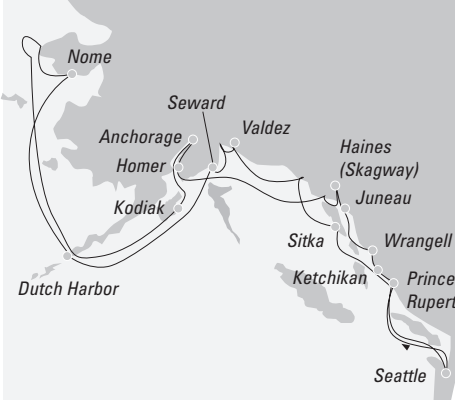 Nome
Seward
Valdez
Anchorage
Haines
(Skagway)
Homer
Juneau
Kodiak
Sitka
Wrangell
Ketchikan
Prince
Rupert
Dutch Harbor
Seattle